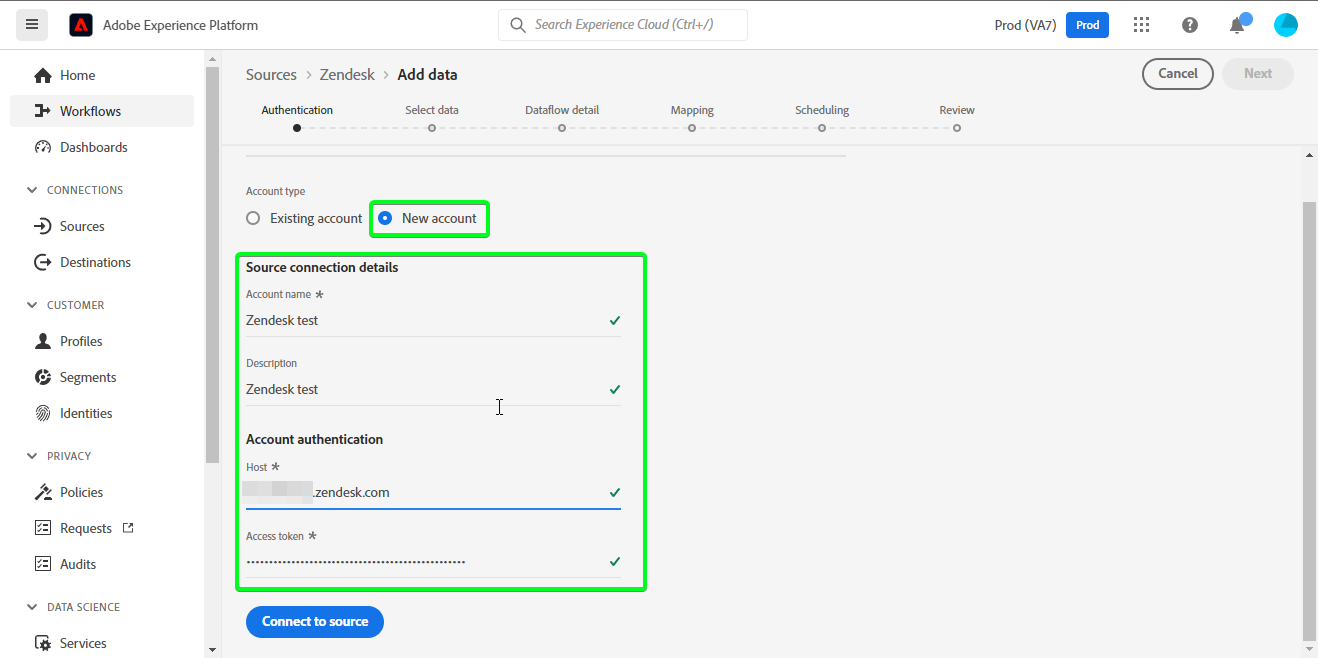 Adobe Experience Platform
Search Experience Cloud (Ctrl+/)
Prod (VA7)
Prod
Home
Workflows
Dashboards
CONNECTIONS
Sources
Destinations
CUSTOMER
Profiles
Segments
Identities
PRIVACY
Policies
Requests
Audits
DATA SCIENCE
Services
Sources > Zendesk > Add data
Cancel
Next
Authentication
Select data
Dataflow detail
Mapping
Scheduling
Review
Account type
Existing account
New account
Source connection details
Account name *
Zendesk test
Description
Zendesk test
Account authentication
Host *
.zendesk.com
Access token *
••••••••••••••••••••••••••••••••••••••••••••••••
Connect to source